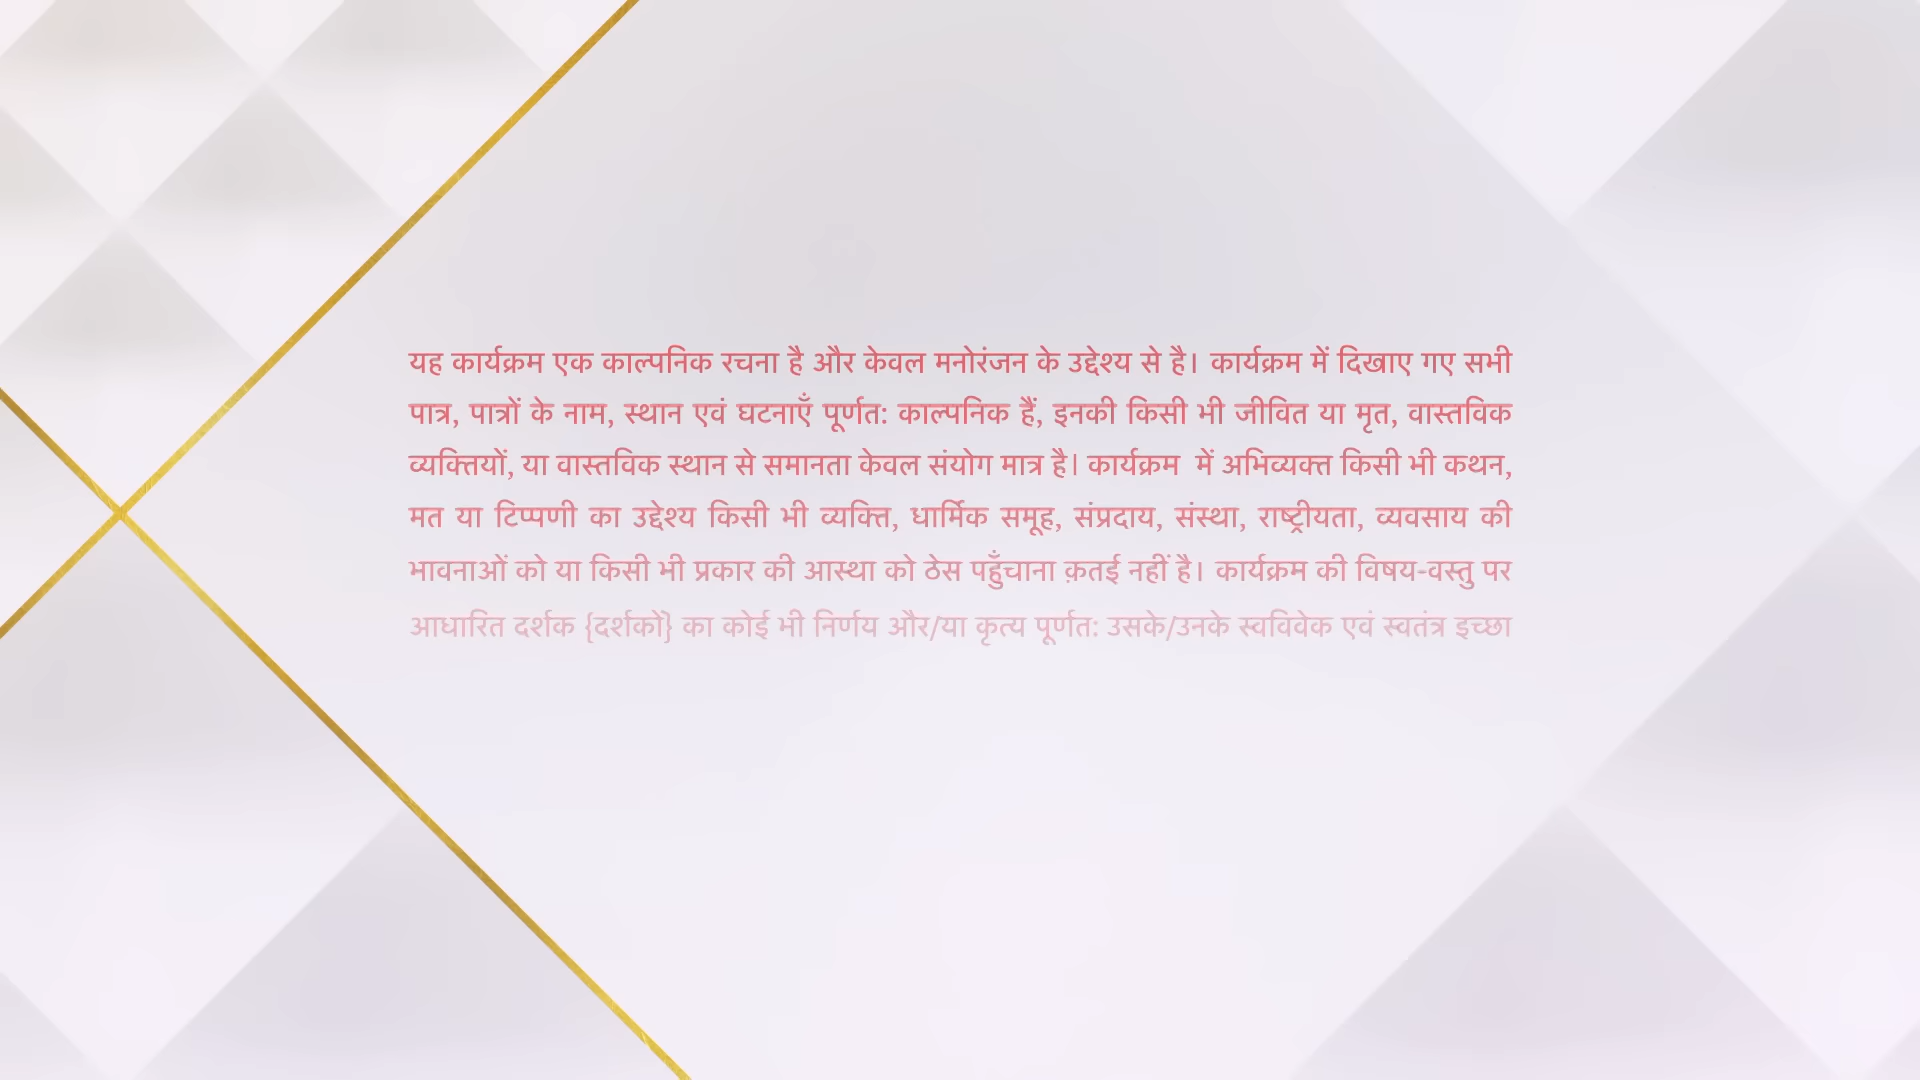 यह कार्यक्रम एक काल्पनिक रचना है और केवल मनोरंजन के उद्देश्य से है। कार्यक्रम में दिखाए गए सभी
पात्र, पात्रों के नाम, स्थान एवं घटनाएँ पूर्णत: काल्पनिक हैं, इनकी किसी भी जीवित या मृत, वास्तविक
व्यक्तियों, या वास्तविक स्थान से समानता केवल संयोग मात्र है। कार्यक्रम में अभिव्यक्त किसी भी कथन,
मत या टिप्पणी का उद्देश्य किसी भी व्यक्ति, धार्मिक समूह, संप्रदाय, संस्था, राष्ट्रीयता, व्यवसाय की
भावनाओं को या किसी भी प्रकार की आस्था को ठेस पहुँचाना क़तई नहीं है। कार्यक्रम की विषय-वस्तु पर
आधारित दर्शक {दर्शकों} का कोई भी निर्णय और/या कृत्य पूर्णत: उसके/उनके स्वविवेक एवं स्वतंत्र इच्छा